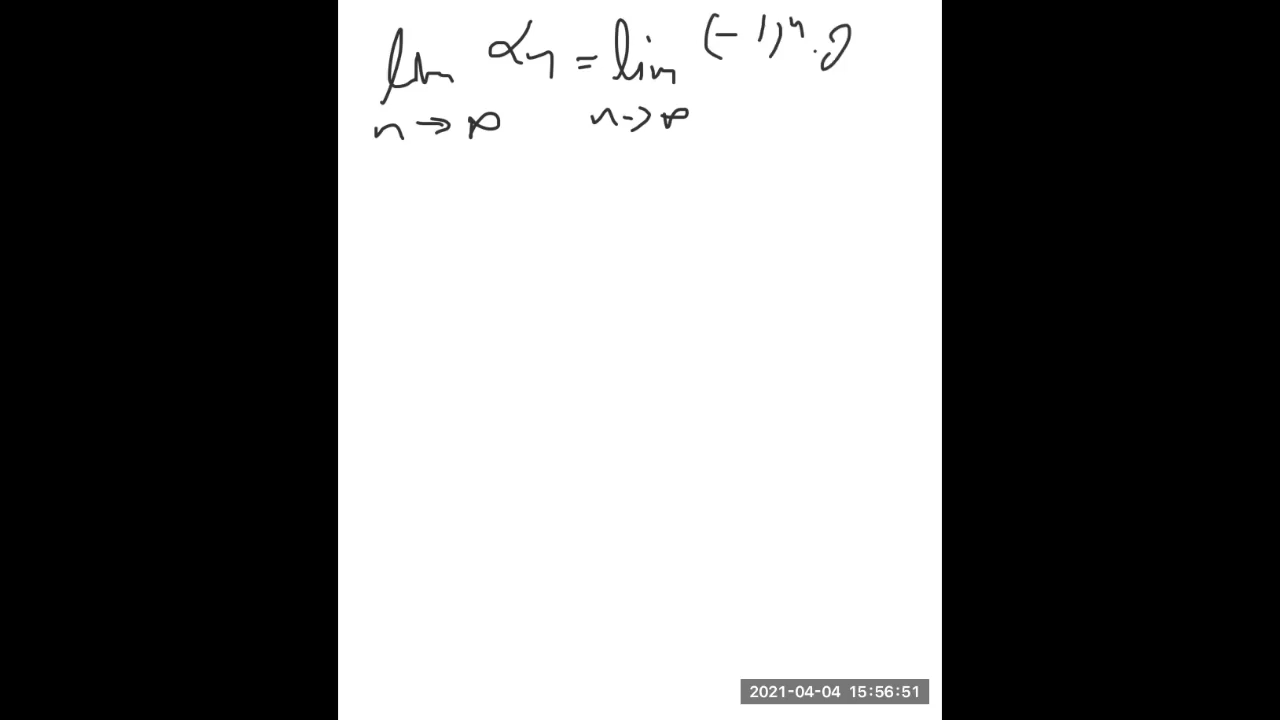 lim αn = lim (-1)^n ·
n → ∞ n → ∞
2021-04-04 15:56:51